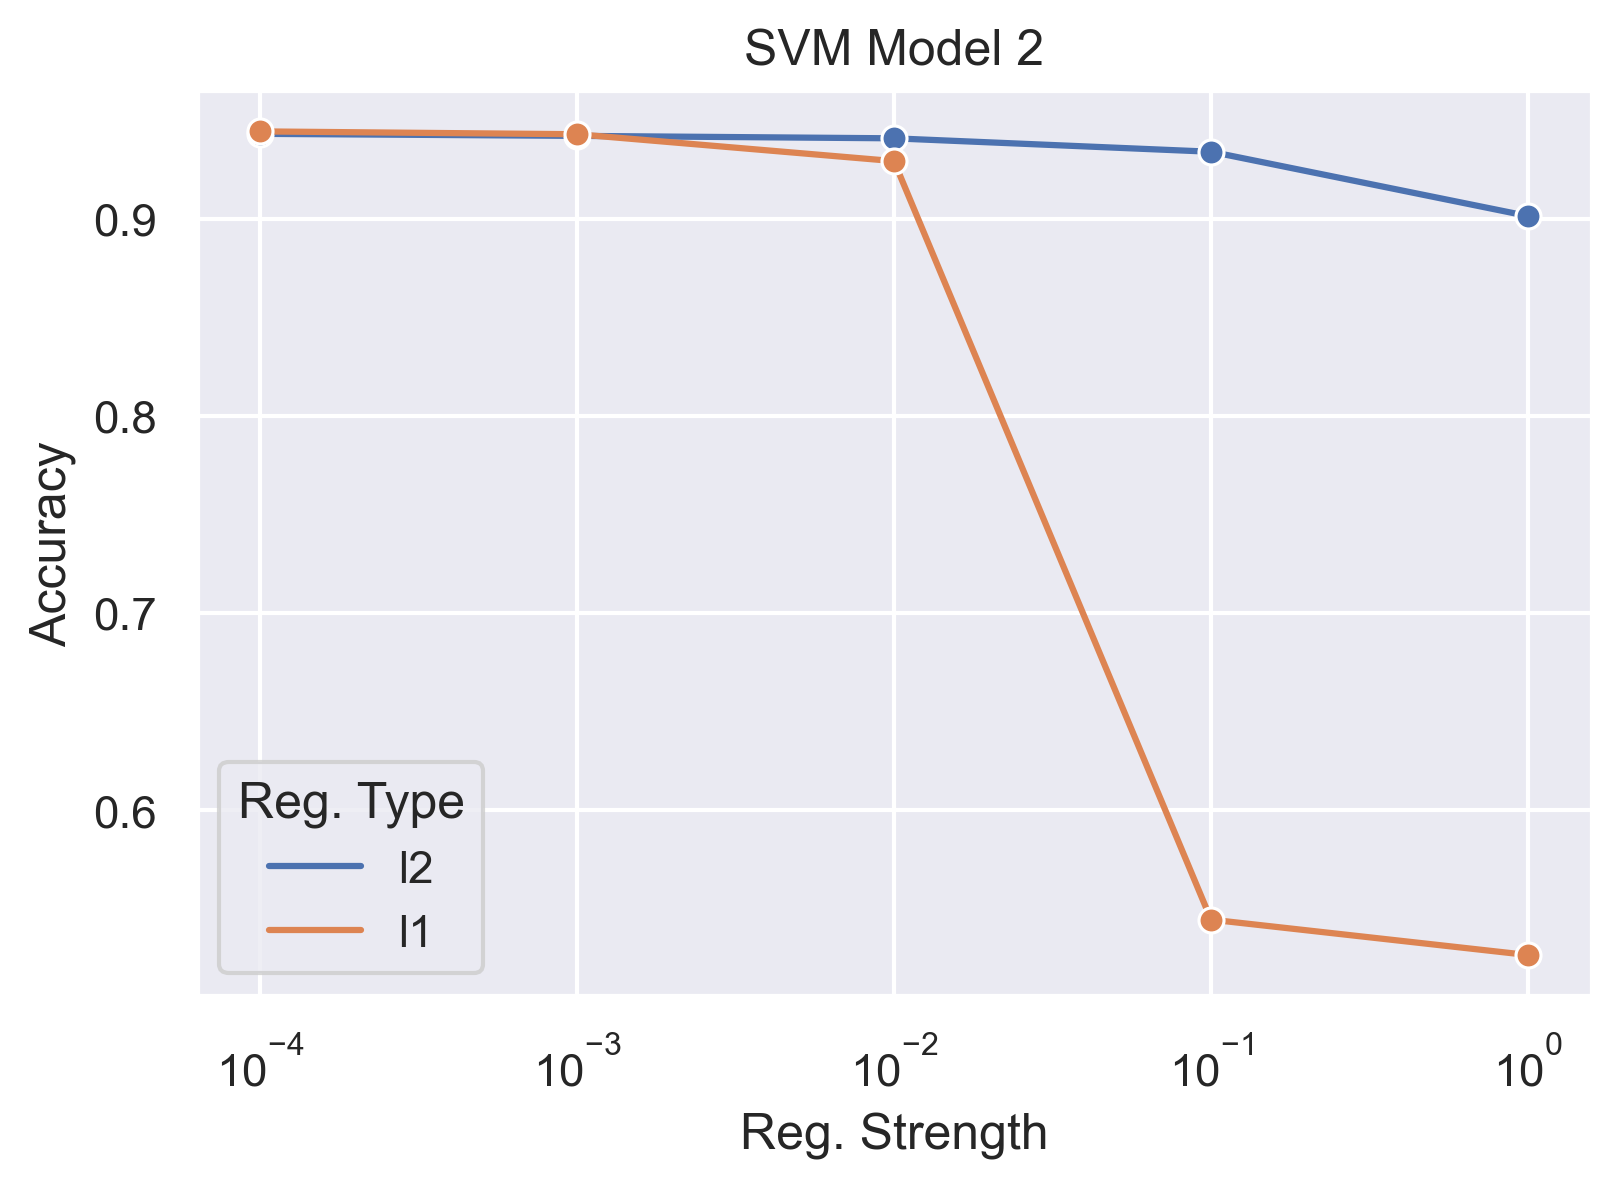 SVM Model 2
Accuracy
0.9
0.8
0.7
0.6
Reg. Type
l2
l1
10⁻⁴ 10⁻³ 10⁻² 10⁻¹ 10⁰
Reg. Strength